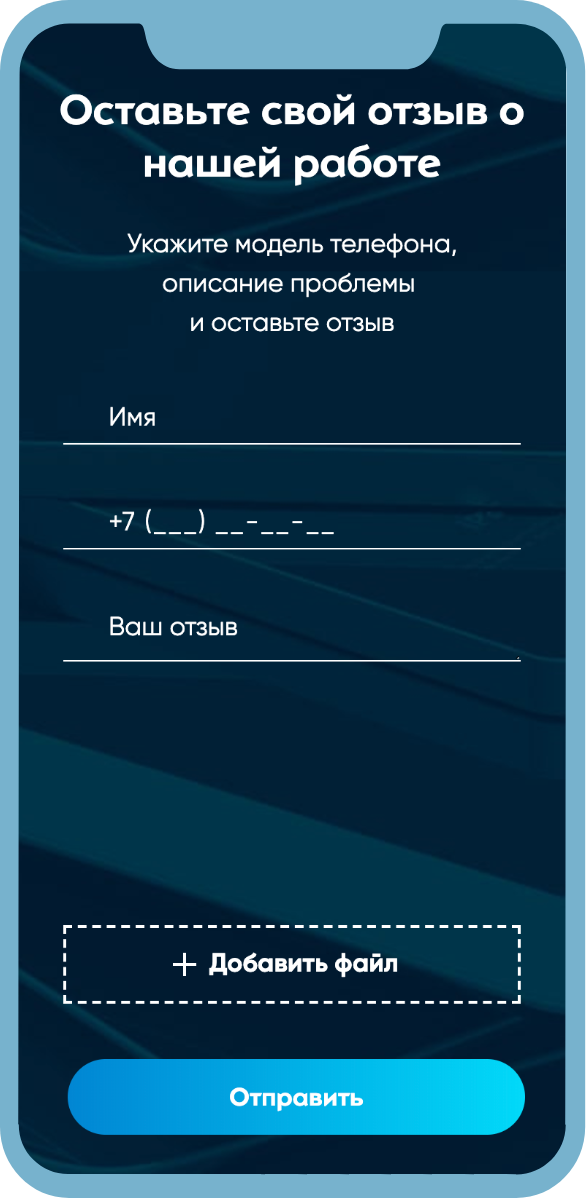 Оставьте свой отзыв о
нашей работе
Укажите модель телефона,
описание проблемы
и оставьте отзыв
Имя
+7 (___) __-__-__
Ваш отзыв
+ Добавить файл
Отправить